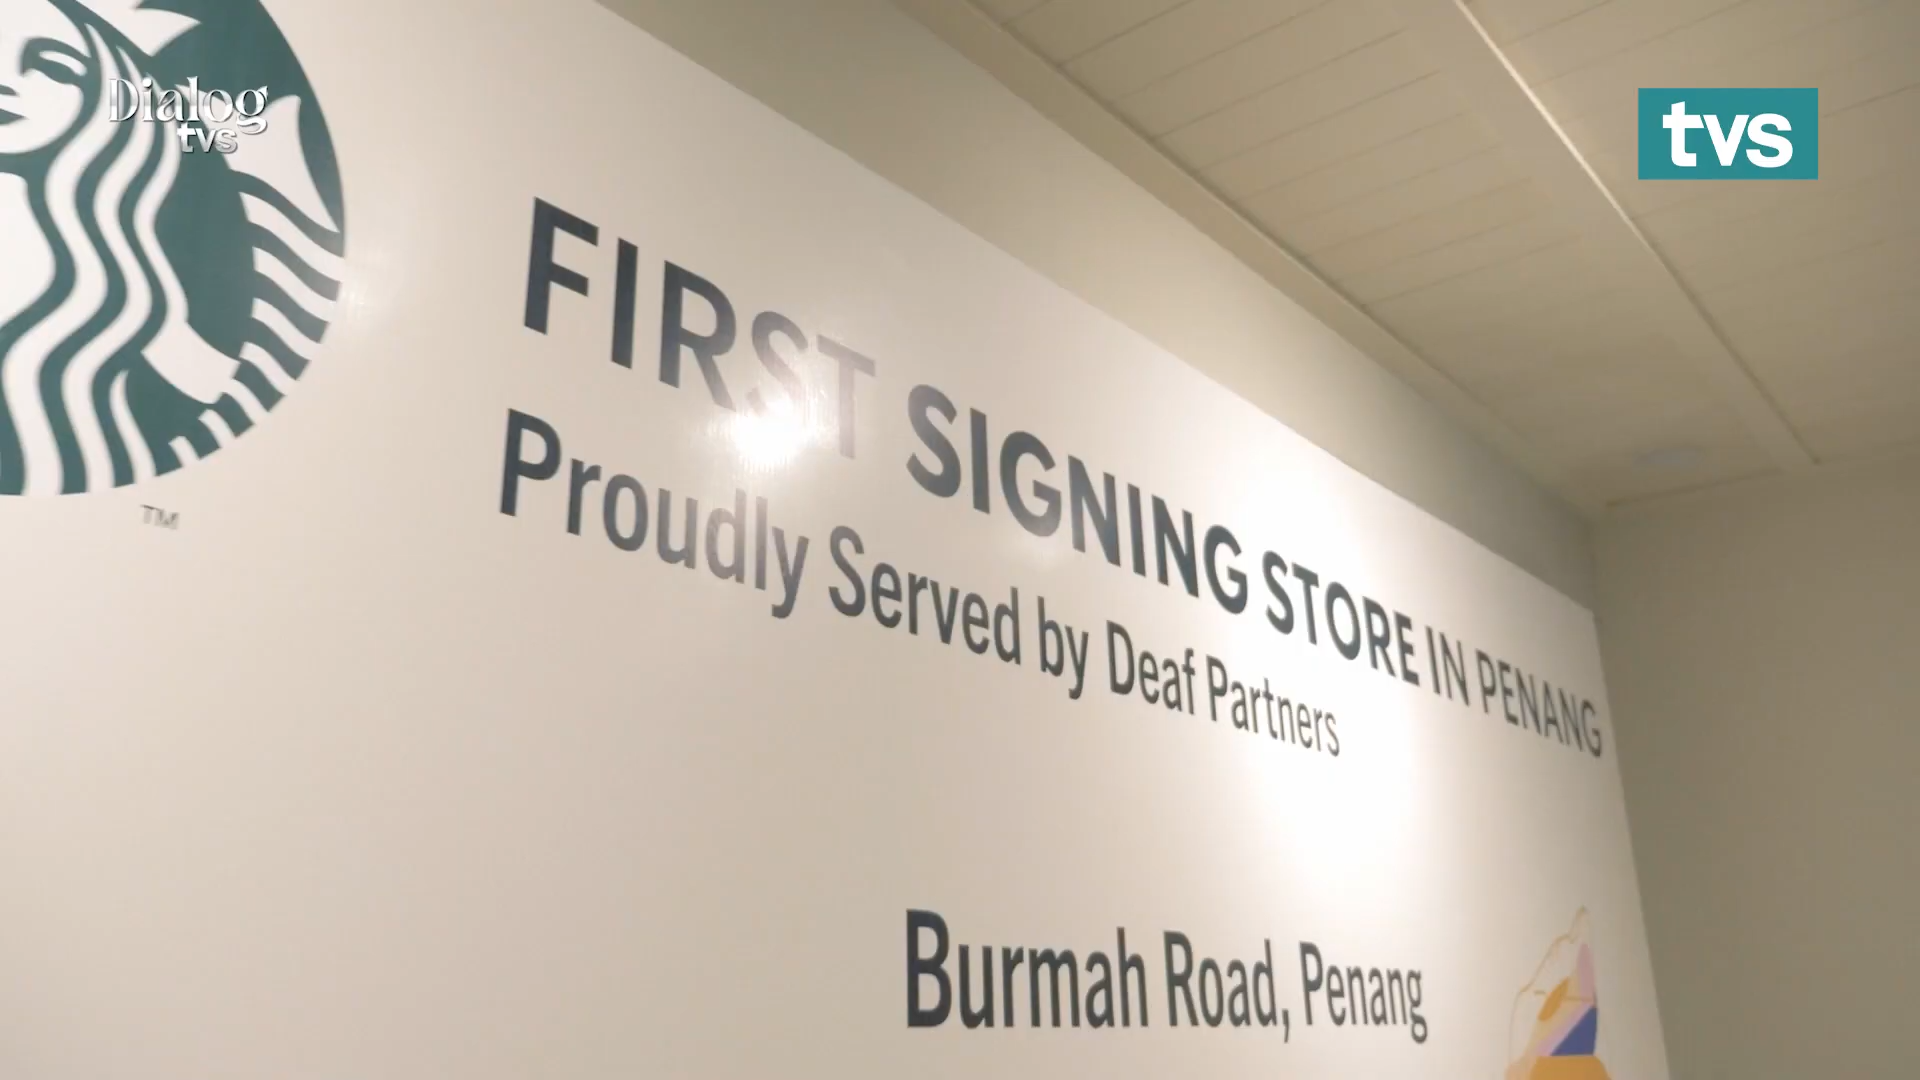 Dialog
tvs
tvs
TM
FIRST SIGNING STORE IN PENANG
Proudly Served by Deaf Partners
Burmah Road, Penang